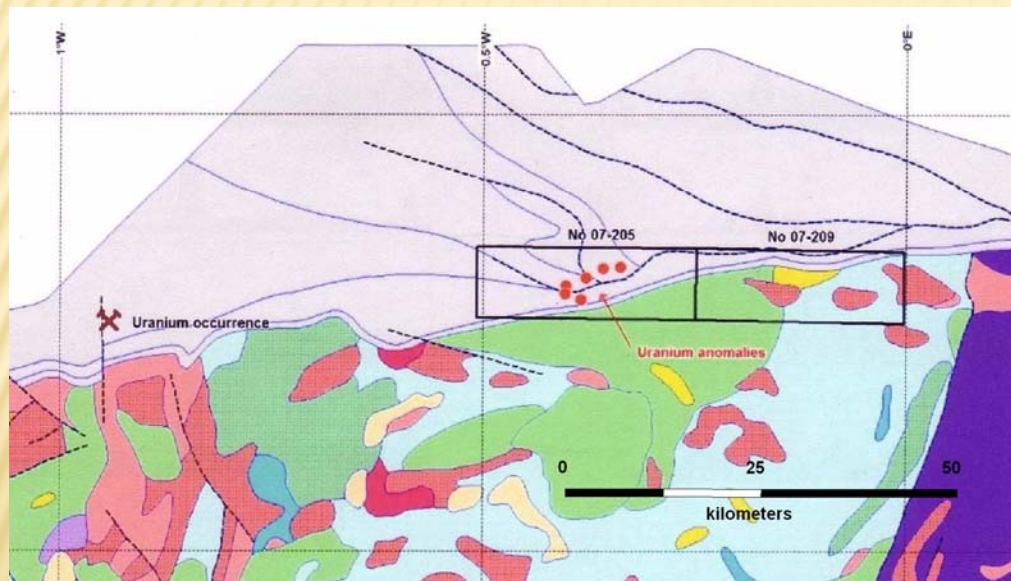 1°W
0.5°W
0°E
No 07-205
No 07-209
Uranium occurrence
Uranium anomalies
0 25 50
kilometers